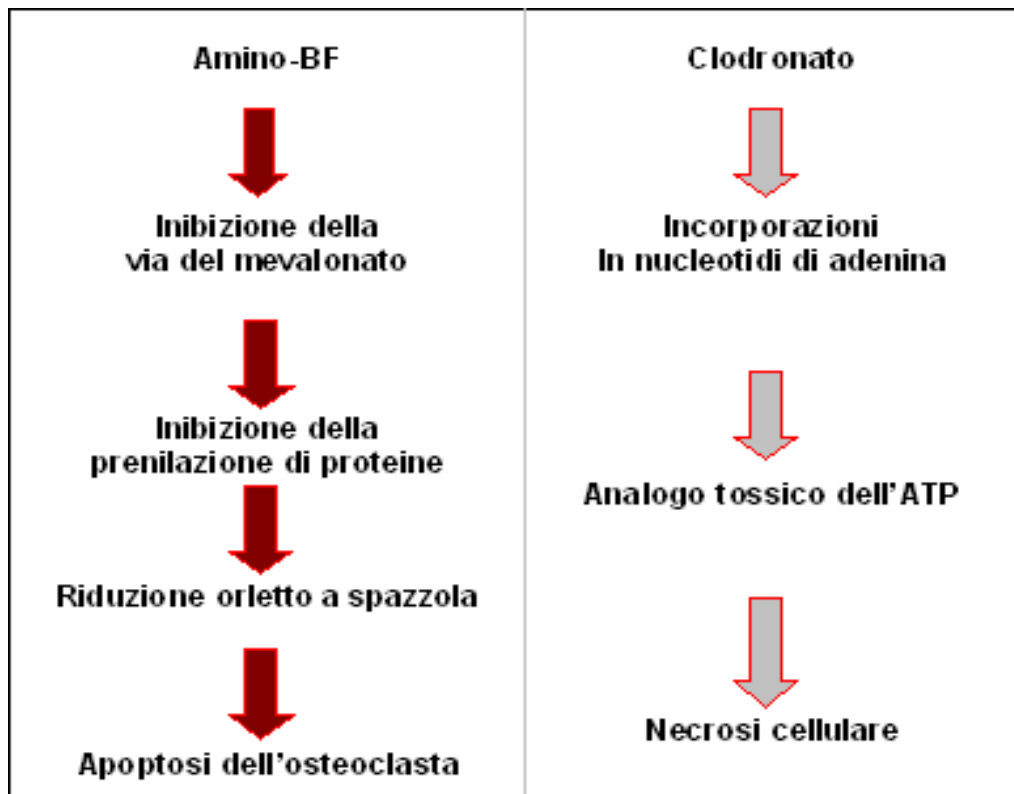 Amino-BF
Inibizione della
via del mevalonato
Inibizione della
prenilazione di proteine
Riduzione orletto a spazzola
Apoptosi dell'osteoclasta
Clodronato
Incorporazioni
In nucleotidi di adenina
Analogo tossico dell'ATP
Necrosi cellulare